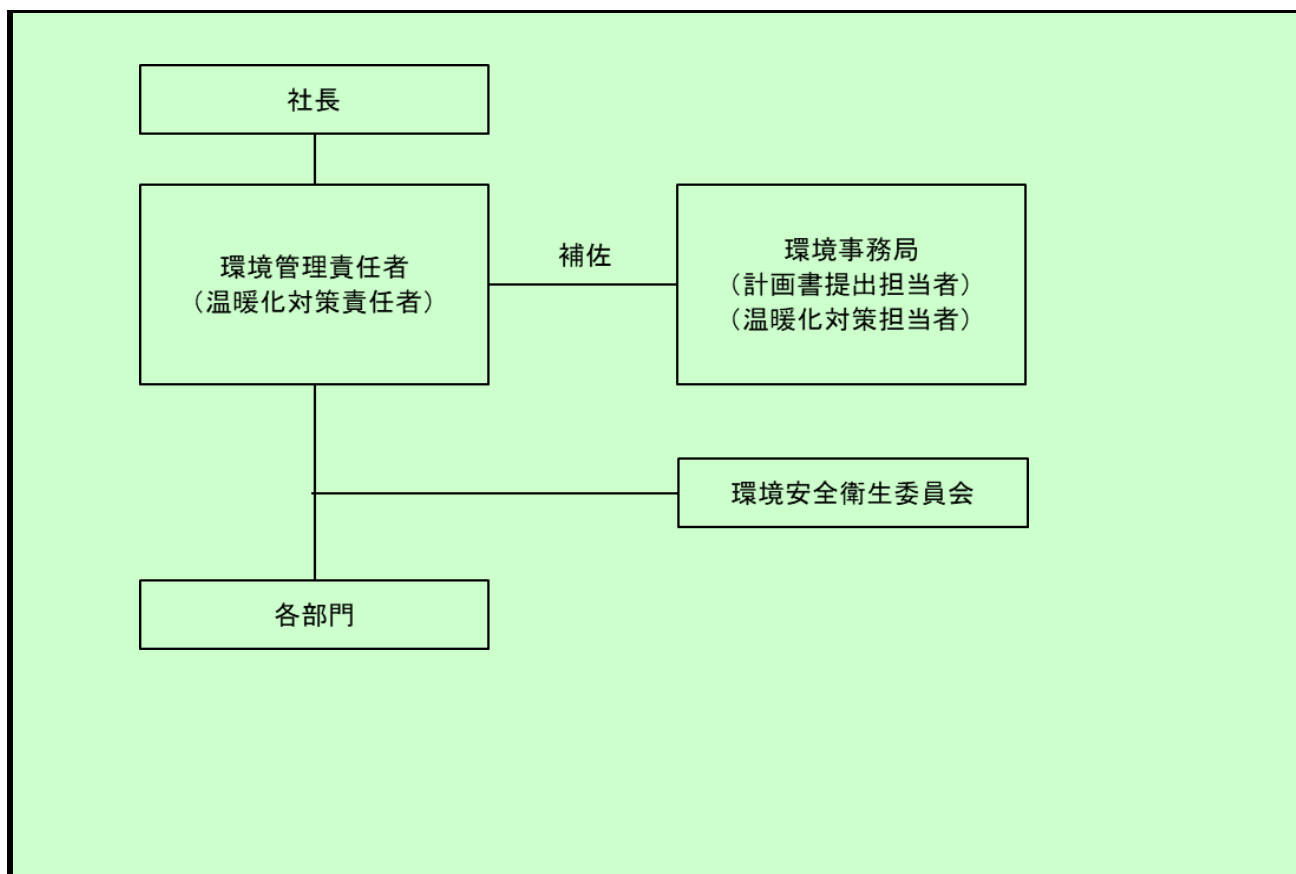 社長
環境管理責任者
（温暖化対策責任者）
補佐
環境事務局
（計画書提出担当者）
（温暖化対策担当者）
環境安全衛生委員会
各部門